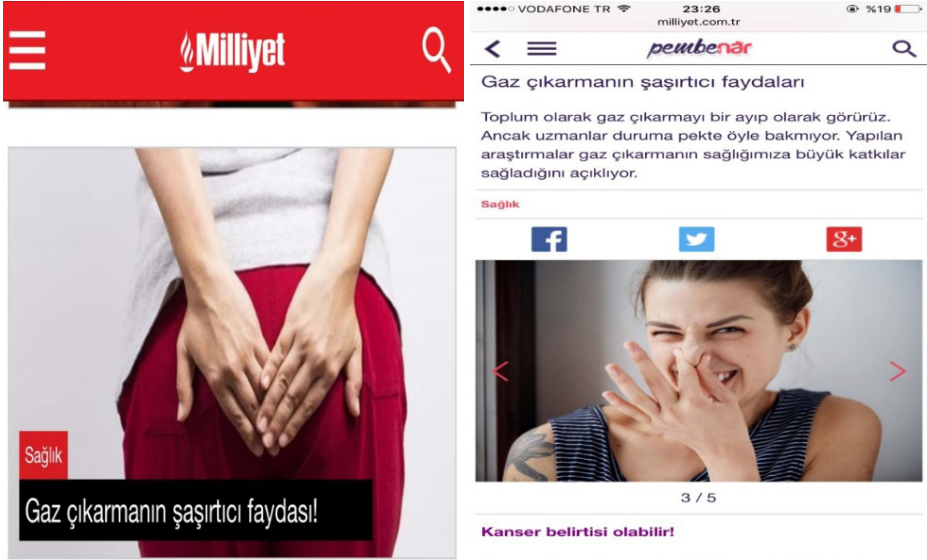 Milliyet
Sağlık
Gaz çıkarmanın şaşırtıcı faydası!
VODAFONE TR
23:26
%19
milliyet.com.tr
pembenar
Gaz çıkarmanın şaşırtıcı faydaları
Toplum olarak gaz çıkarmayı bir ayıp olarak görürüz.
Ancak uzmanlar duruma pekte öyle bakmıyor. Yapılan
araştırmalar gaz çıkarmanın sağlığımıza büyük katkılar
sağladığını açıklıyor.
Sağlık
f
8+
3 / 5
Kanser belirtisi olabilir!